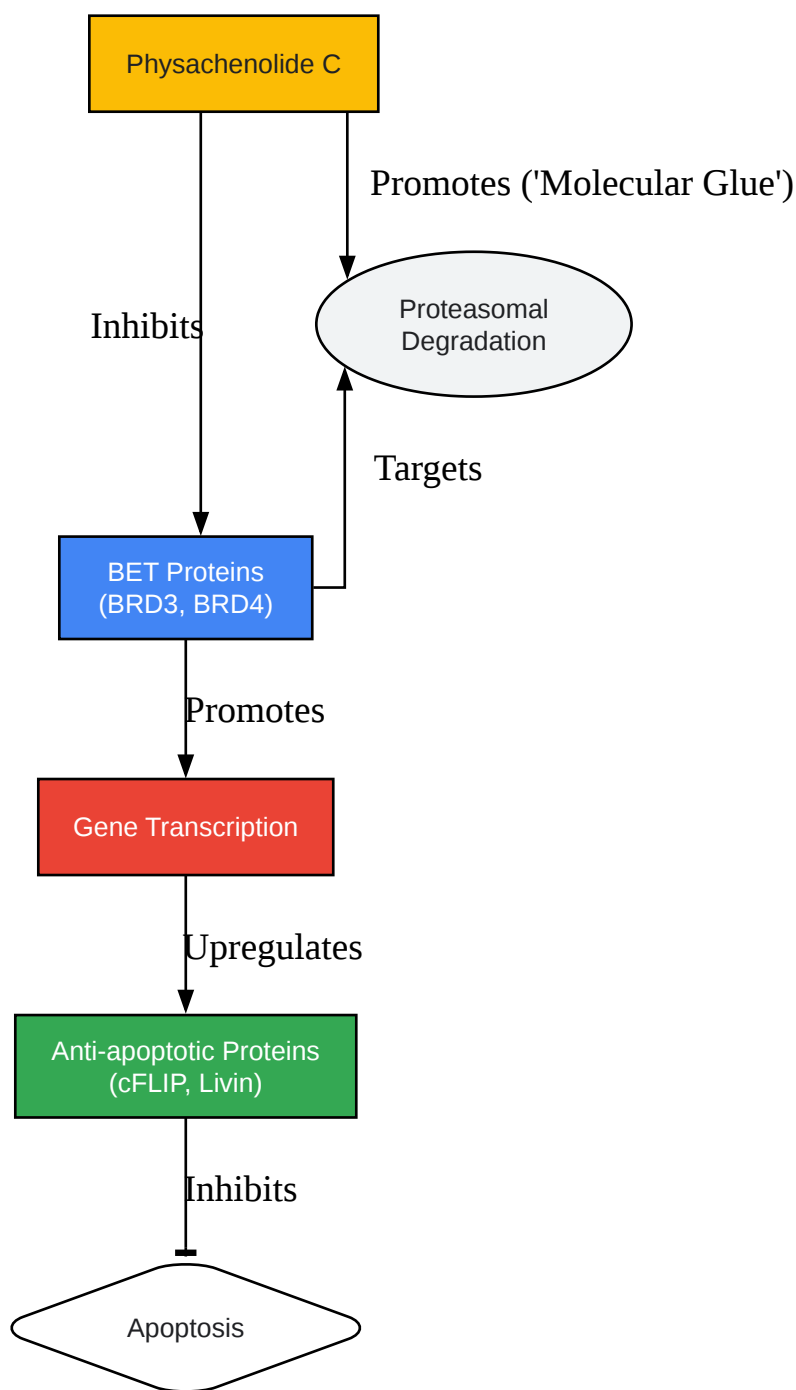 Physachenolide C
Promotes ('Molecular Glue')
Proteasomal
Degradation
Inhibits
Targets
BET Proteins
(BRD3, BRD4)
Promotes
Gene Transcription
Upregulates
Anti-apoptotic Proteins
(cFLIP, Livin)
Inhibits
Apoptosis